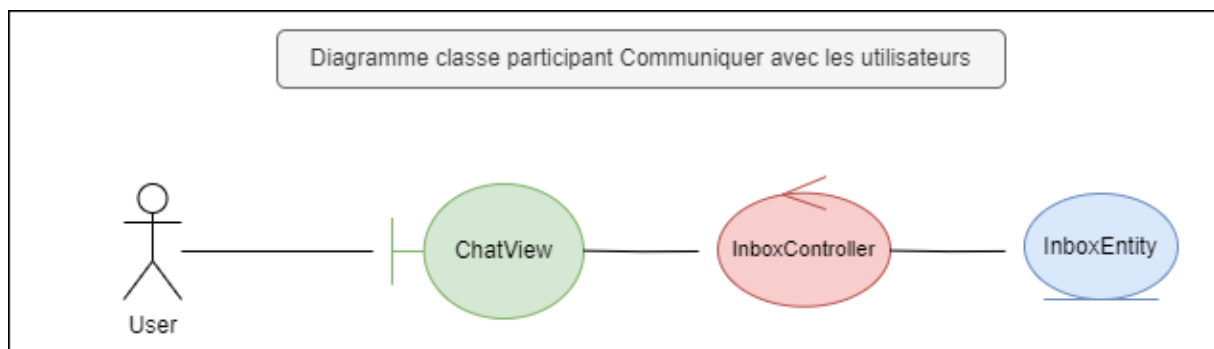 Diagramme classe participant Communiquer avec les utilisateurs
ChatView
InboxController
InboxEntity
User